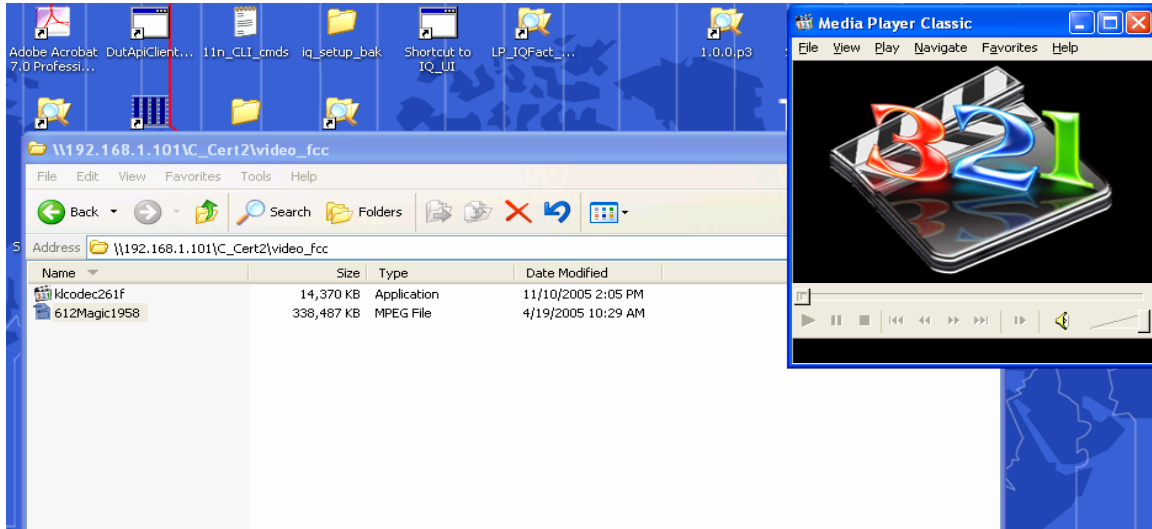 Adobe Acrobat 7.0 Professi...
DutApiClient...
11n_CLI_cmds
iq_setup_bak
Shortcut to IQ_UI
LP_IQFact_...
1.0.0.p3
\\192.168.1.101\C_Cert2\video_fcc
File Edit View Favorites Tools Help
Back Search Folders
Address \\192.168.1.101\C_Cert2\video_fcc
Name Size Type Date Modified
klcodec261f 14,370 KB Application 11/10/2005 2:05 PM
612Magic1958 338,487 KB MPEG File 4/19/2005 10:29 AM
Media Player Classic
File View Play Navigate Favorites Help
321